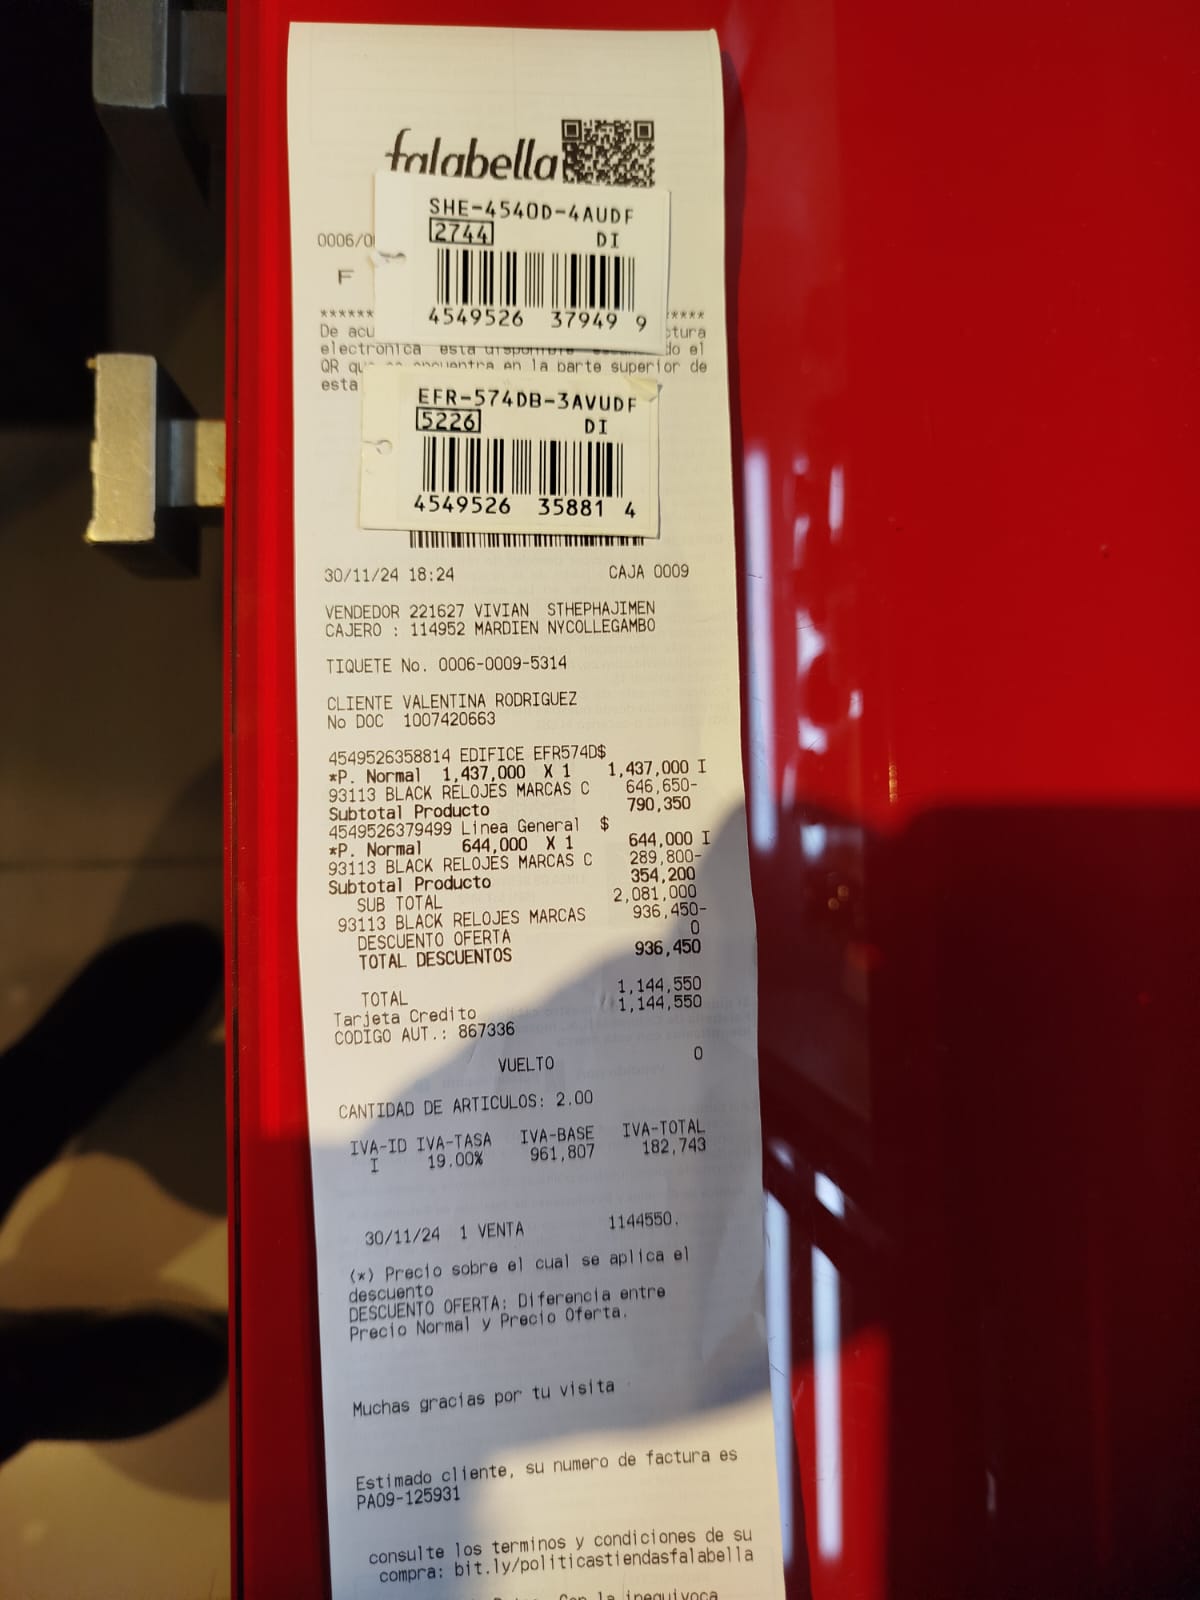 falabella
SHE-4540D-4AUDF
2744 DI
0006/0
F
4549526 37949 9
****** ****
De acu ctura
electronica esta disponible do el
QR qu encuentra en la parte superior de
esta
EFR-574DB-3AVUDF
5226 DI
4549526 35881 4
30/11/24 18:24 CAJA 0009
VENDEDOR 221627 VIVIAN STHEPHAJIMEN
CAJERO : 114952 MARDIEN NYCOLLEGAMBO
TIQUETE No. 0006-0009-5314
CLIENTE VALENTINA RODRIGUEZ
No DOC 1007420663
4549526358814 EDIFICE EFR574D$
*P. Normal 1,437,000 X 1 1,437,000 I
93113 BLACK RELOJES MARCAS C 646,650-
Subtotal Producto 790,350
4549526379499 Linea General $
*P. Normal 644,000 X 1 644,000 I
93113 BLACK RELOJES MARCAS C 289,800-
Subtotal Producto 354,200
SUB TOTAL 2,081,000
93113 BLACK RELOJES MARCAS 936,450-
DESCUENTO OFERTA 0
TOTAL DESCUENTOS 936,450
TOTAL 1,144,550
Tarjeta Credito 1,144,550
CODIGO AUT.: 867336
VUELTO 0
CANTIDAD DE ARTICULOS: 2.00
IVA-ID IVA-TASA IVA-BASE IVA-TOTAL
I 19.00% 961,807 182,743
30/11/24 1 VENTA 1144550.
(*) Precio sobre el cual se aplica el
descuento
DESCUENTO OFERTA: Diferencia entre
Precio Normal y Precio Oferta.
Muchas gracias por tu visita
Estimado cliente, su numero de factura es
PA09-125931
consulte los terminos y condiciones de su
compra: bit.ly/politicastiendasfalabella